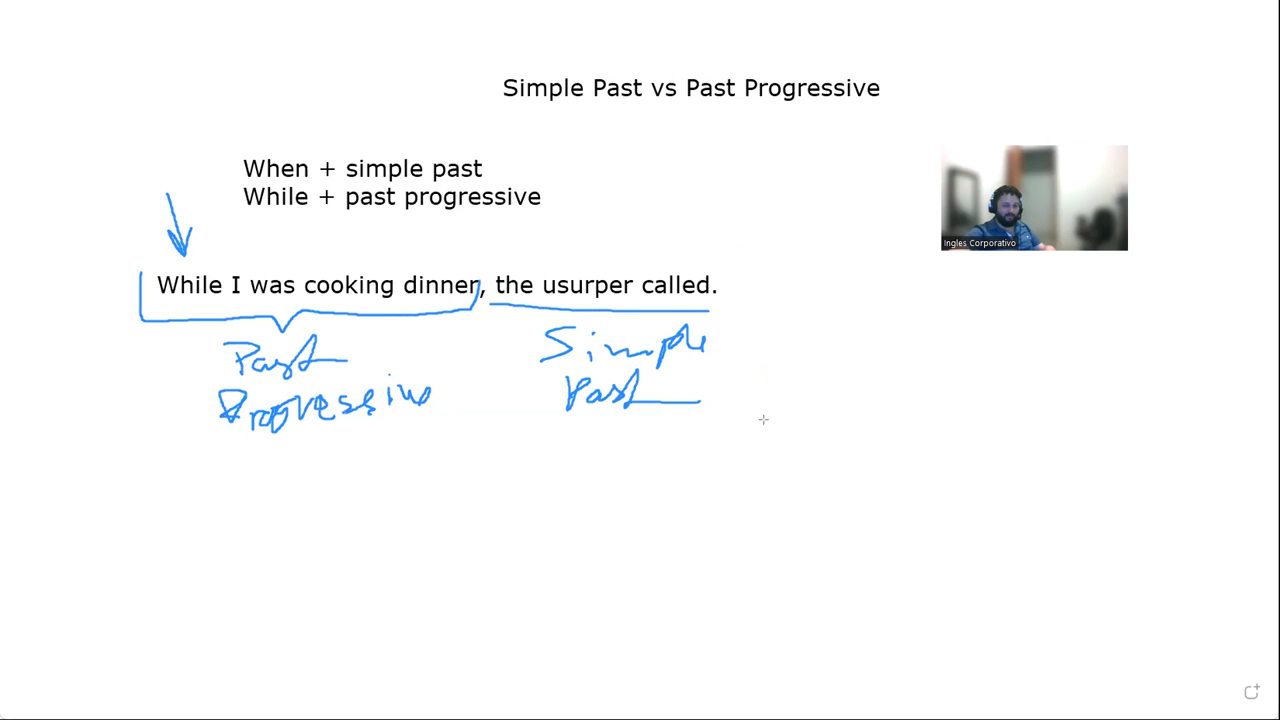 Simple Past vs Past Progressive
When + simple past
While + past progressive
Ingles Corporativo
While I was cooking dinner, the usurper called.
Past
Progressive
Simple
Past